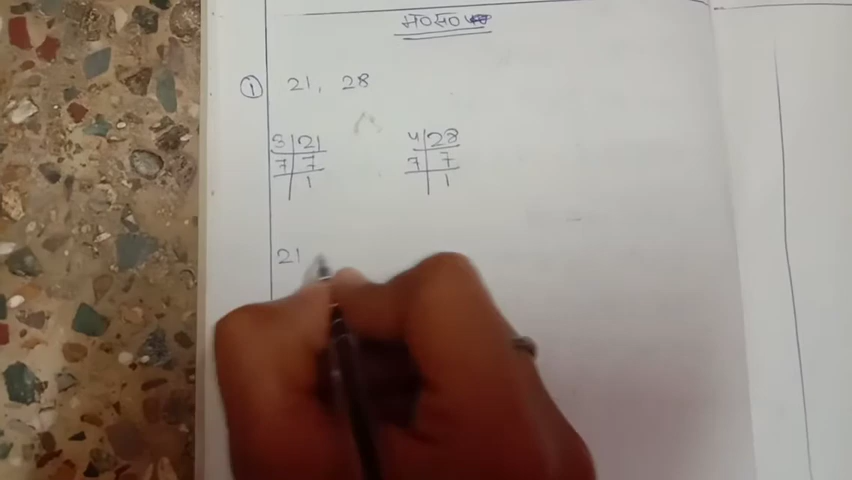 म०स०
① 21, 28
3 | 21    4 | 28
7 | 7    7 | 7
| 1    | 1
21